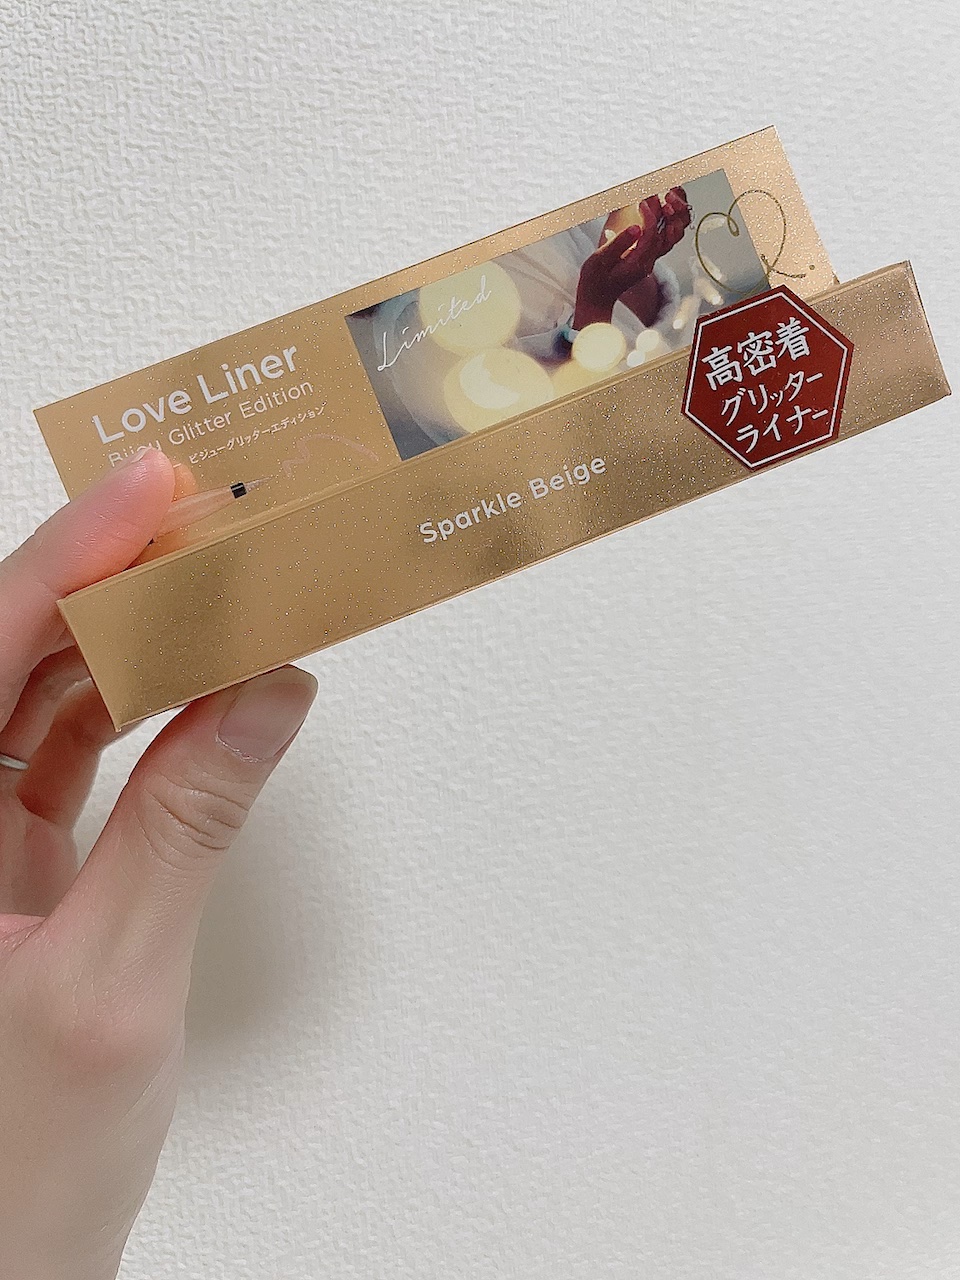 Love Liner
Bijou Glitter Edition
ビジューグリッターエディション
Limited
高密着
グリッター
ライナー
Sparkle Beige